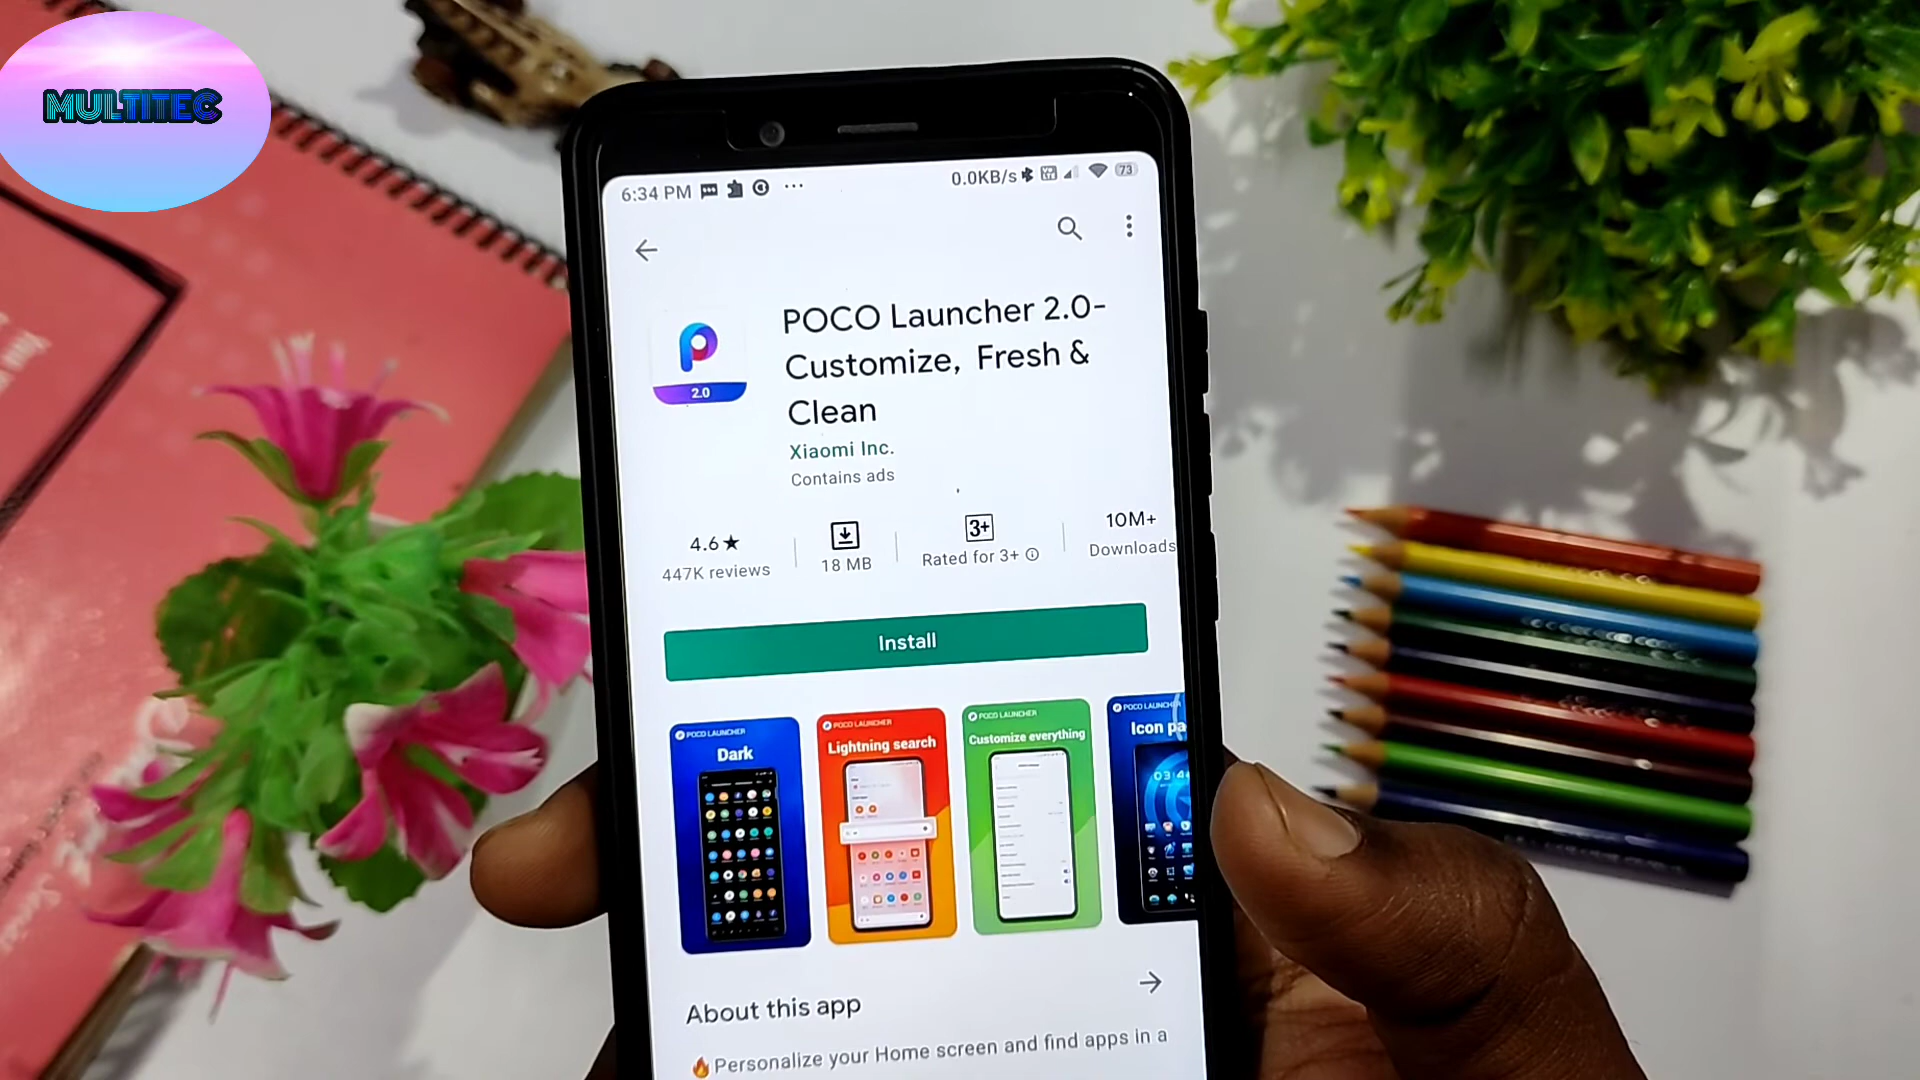 MULTITEC
6:34 PM
0.0KB/s
73
POCO Launcher 2.0-
Customize, Fresh &
Clean
2.0
Xiaomi Inc.
Contains ads
4.6★
447K reviews
18 MB
3+
Rated for 3+
10M+
Downloads
Install
POCO LAUNCHER
Dark
POCO LAUNCHER
Lightning search
POCO LAUNCHER
Customize everything
POCO LAUNCHER
Icon pa
About this app
🔥Personalize your Home screen and find apps in a